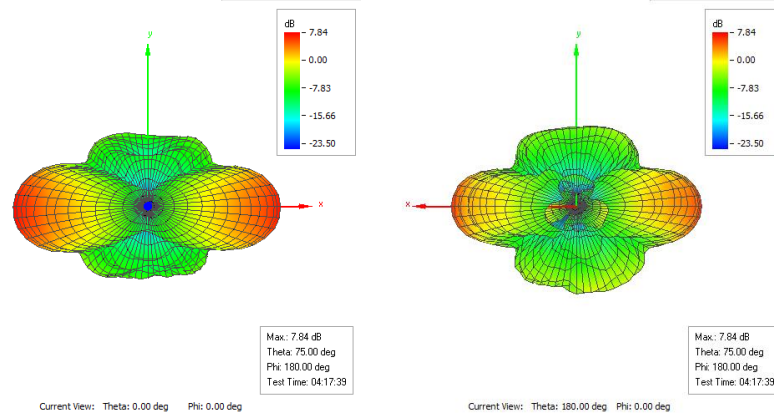 dB
7.84
0.00
-7.83
-15.66
-23.50
y
x
Max.: 7.84 dB
Theta: 75.00 deg
Phi: 180.00 deg
Test Time: 04:17:39
Current View: Theta: 0.00 deg Phi: 0.00 deg
dB
7.84
0.00
-7.83
-15.66
-23.50
y
x
Max.: 7.84 dB
Theta: 75.00 deg
Phi: 180.00 deg
Test Time: 04:17:39
Current View: Theta: 180.00 deg Phi: 0.00 deg